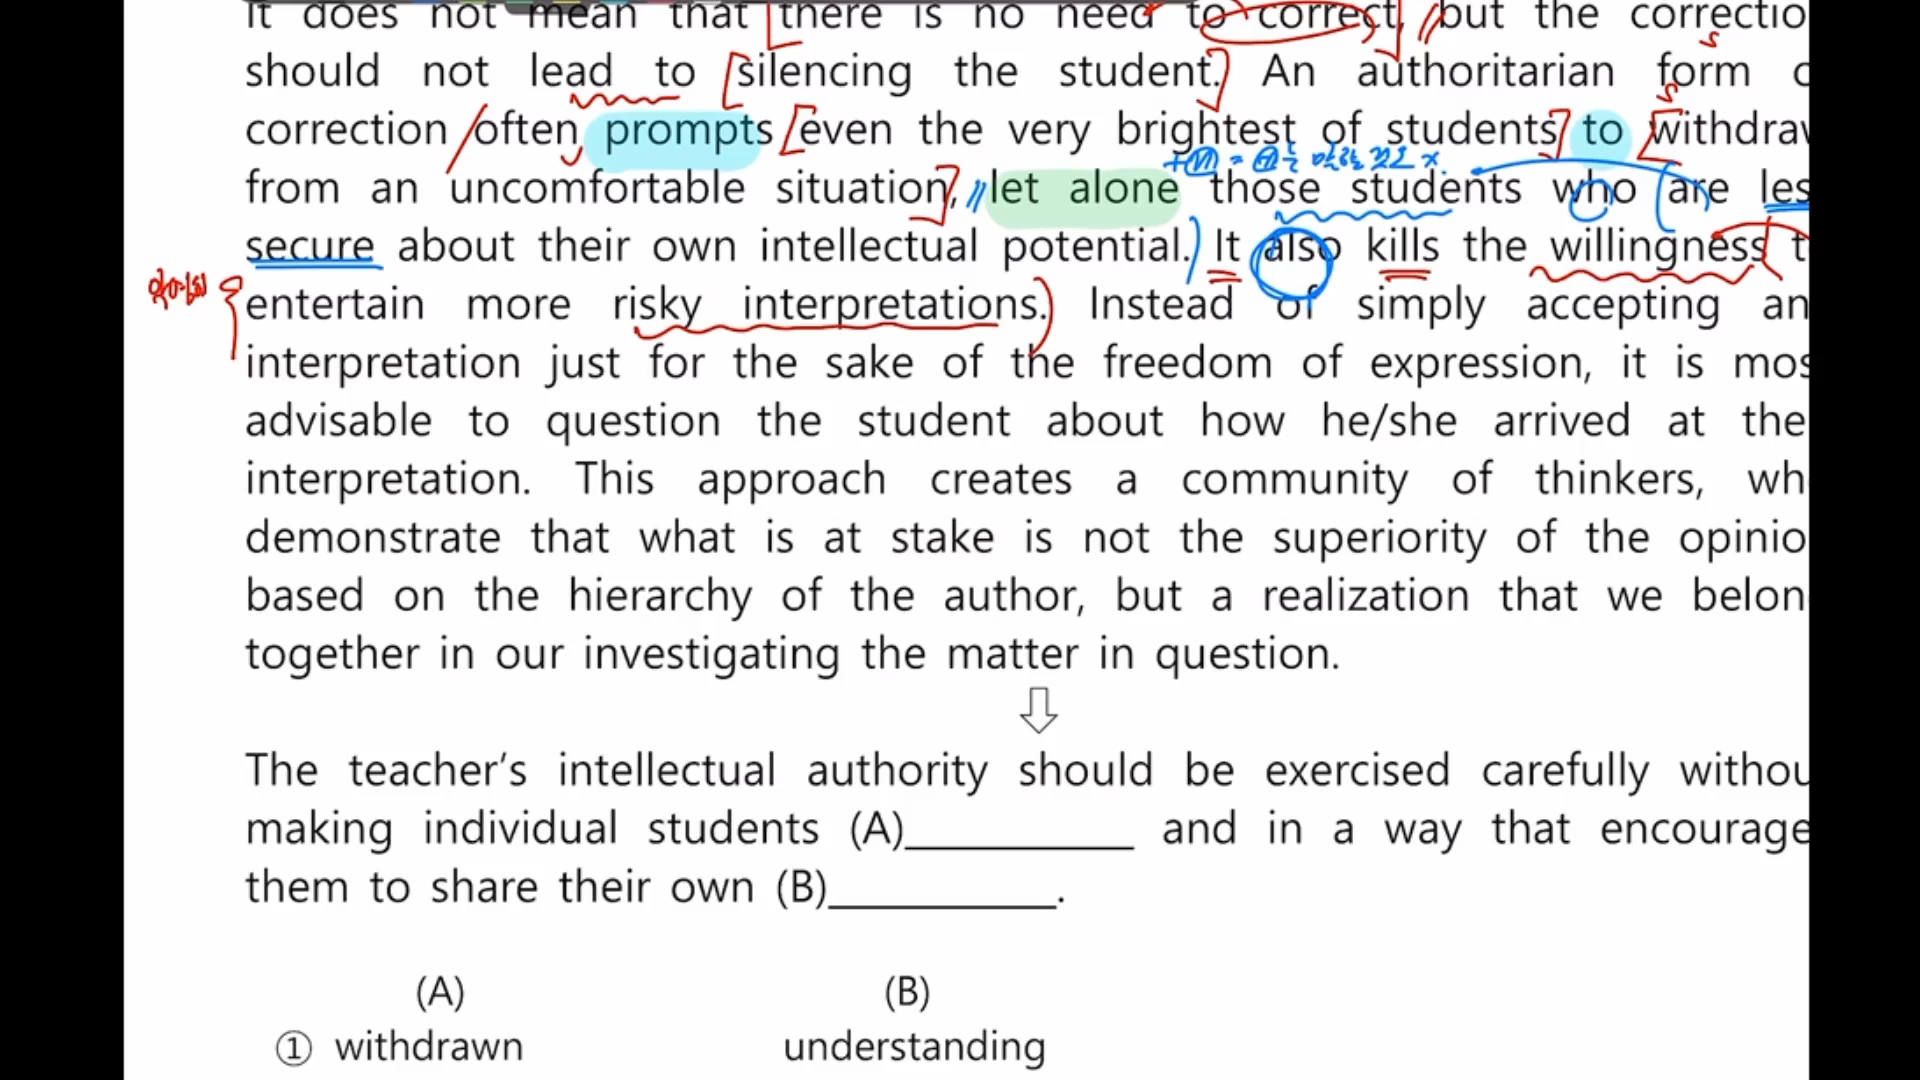 It does not mean that there is no need to correct, but the correctio
should not lead to silencing the student. An authoritarian form o
correction often prompts even the very brightest of students to withdraw
from an uncomfortable situation, let alone those students who are les
secure about their own intellectual potential. It also kills the willingness t
entertain more risky interpretations. Instead of simply accepting an
interpretation just for the sake of the freedom of expression, it is mos
advisable to question the student about how he/she arrived at the
interpretation. This approach creates a community of thinkers, wh
demonstrate that what is at stake is not the superiority of the opinio
based on the hierarchy of the author, but a realization that we belon
together in our investigating the matter in question.
The teacher's intellectual authority should be exercised carefully withou
making individual students (A)__________ and in a way that encourage
them to share their own (B)__________.
(A) (B)
① withdrawn understanding